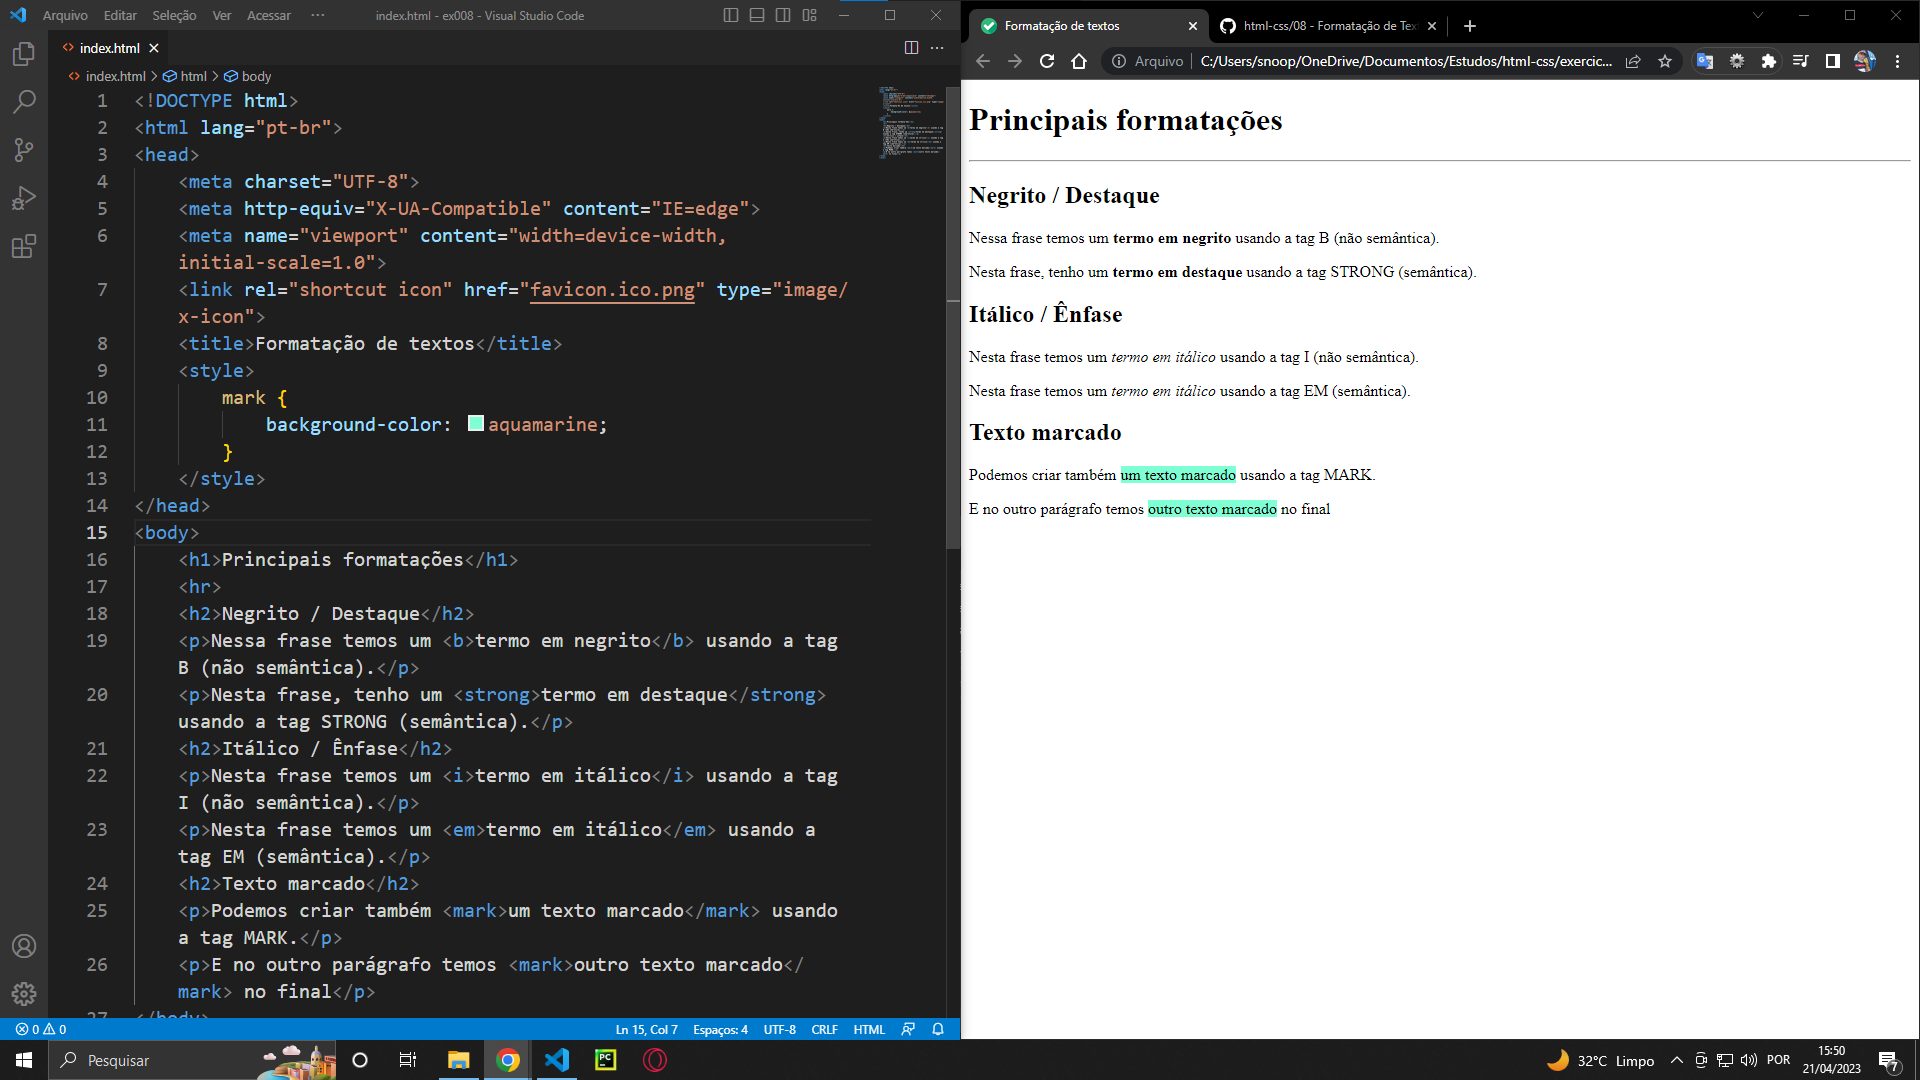 Arquivo Editar Seleção Ver Acessar ··· index.html - ex008 - Visual Studio Code
index.html
index.html > html > body
1 <!DOCTYPE html>
2 <html lang="pt-br">
3 <head>
4 <meta charset="UTF-8">
5 <meta http-equiv="X-UA-Compatible" content="IE=edge">
6 <meta name="viewport" content="width=device-width,
initial-scale=1.0">
7 <link rel="shortcut icon" href="favicon.ico.png" type="image/
x-icon">
8 <title>Formatação de textos</title>
9 <style>
10 mark {
11 background-color: aquamarine;
12 }
13 </style>
14 </head>
15 <body>
16 <h1>Principais formatações</h1>
17 <hr>
18 <h2>Negrito / Destaque</h2>
19 <p>Nessa frase temos um <b>termo em negrito</b> usando a tag
B (não semântica).</p>
20 <p>Nesta frase, tenho um <strong>termo em destaque</strong>
usando a tag STRONG (semântica).</p>
21 <h2>Itálico / Ênfase</h2>
22 <p>Nesta frase temos um <i>termo em itálico</i> usando a tag
I (não semântica).</p>
23 <p>Nesta frase temos um <em>termo em itálico</em> usando a
tag EM (semântica).</p>
24 <h2>Texto marcado</h2>
25 <p>Podemos criar também <mark>um texto marcado</mark> usando
a tag MARK.</p>
26 <p>E no outro parágrafo temos <mark>outro texto marcado</
mark> no final</p>
27 </body>
0 0 Ln 15, Col 7 Espaços: 4 UTF-8 CRLF HTML
Formatação de textos
html-css/08 - Formatação de Tex
Arquivo C:/Users/snoop/OneDrive/Documentos/Estudos/html-css/exercic...
Principais formatações
Negrito / Destaque
Nessa frase temos um termo em negrito usando a tag B (não semântica).
Nesta frase, tenho um termo em destaque usando a tag STRONG (semântica).
Itálico / Ênfase
Nesta frase temos um termo em itálico usando a tag I (não semântica).
Nesta frase temos um termo em itálico usando a tag EM (semântica).
Texto marcado
Podemos criar também um texto marcado usando a tag MARK.
E no outro parágrafo temos outro texto marcado no final
Pesquisar
PC
32°C Limpo
POR
15:50
21/04/2023
7